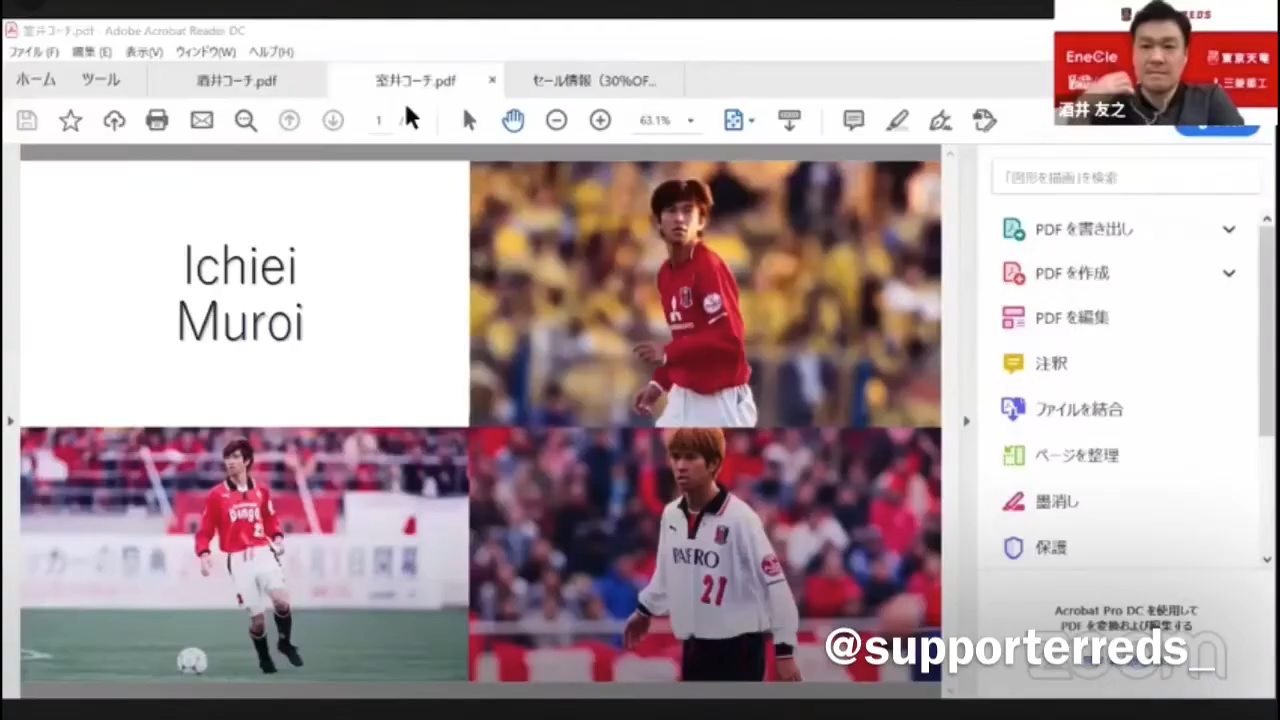 室井コーチ.pdf - Adobe Acrobat Reader DC
ファイル(F) 編集(E) 表示(V) ウィンドウ(W) ヘルプ(H)
ホーム ツール 酒井コーチ.pdf 室井コーチ.pdf × セール情報（30%OF...
1
63.1%
EneCle
東京天竜
三菱重工
酒井 友之
「図形を描画」を検索
PDF を書き出し
PDF を作成
PDF を編集
注釈
ファイルを結合
ページを整理
墨消し
保護
Acrobat Pro DC を使用して
PDF を変換および編集する
Ichiei
Muroi
PAERO
21
zoom
@supporterreds_